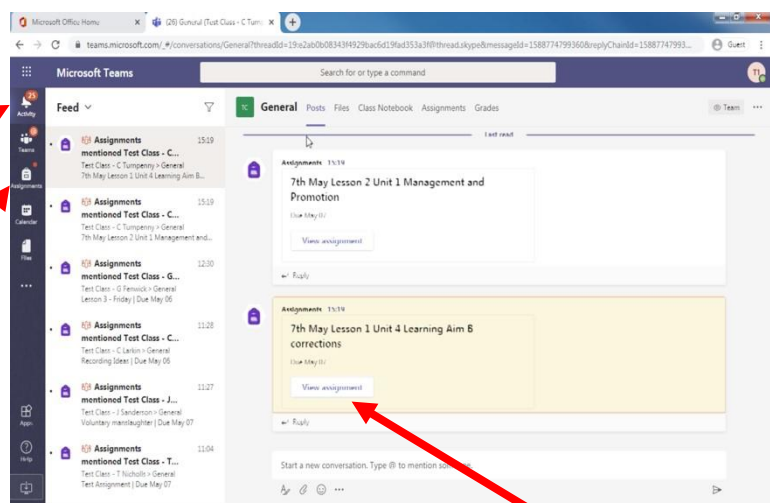 Microsoft Office Home
(26) General (Test Class - C Turn
teams.microsoft.com/_#/conversations/General?threadId=19:e2ab0b08343f4929bac6d19fad353a3f@thread.skype&messageId=1588774799360&replyChainId=15887747993...
Guest
Microsoft Teams
Search for or type a command
T1
25
Activity
Teams
Assignments
Calendar
Files
Apps
Help
Feed
Assignments 15:19
mentioned Test Class - C...
Test Class - C Turnpenny > General
7th May Lesson 1 Unit 4 Learning Aim B...
Assignments 15:19
mentioned Test Class - C...
Test Class - C Turnpenny > General
7th May Lesson 2 Unit 1 Management and...
Assignments 12:30
mentioned Test Class - G...
Test Class - G Fenwick > General
Lesson 3 - Friday | Due May 06
Assignments 11:28
mentioned Test Class - C...
Test Class - C Larkin > General
Recording Ideas | Due May 06
Assignments 11:27
mentioned Test Class - J...
Test Class - J Sanderson > General
Voluntary manslaughter | Due May 07
Assignments 11:04
mentioned Test Class - T...
Test Class - T Nicholls > General
Test Assignment | Due May 07
TC
General Posts Files Class Notebook Assignments Grades
Team
Last read
Assignments 15:19
7th May Lesson 2 Unit 1 Management and
Promotion
Due May 07
View assignment
Reply
Assignments 15:19
7th May Lesson 1 Unit 4 Learning Aim B
corrections
Due May 07
View assignment
Reply
Start a new conversation. Type @ to mention someone.